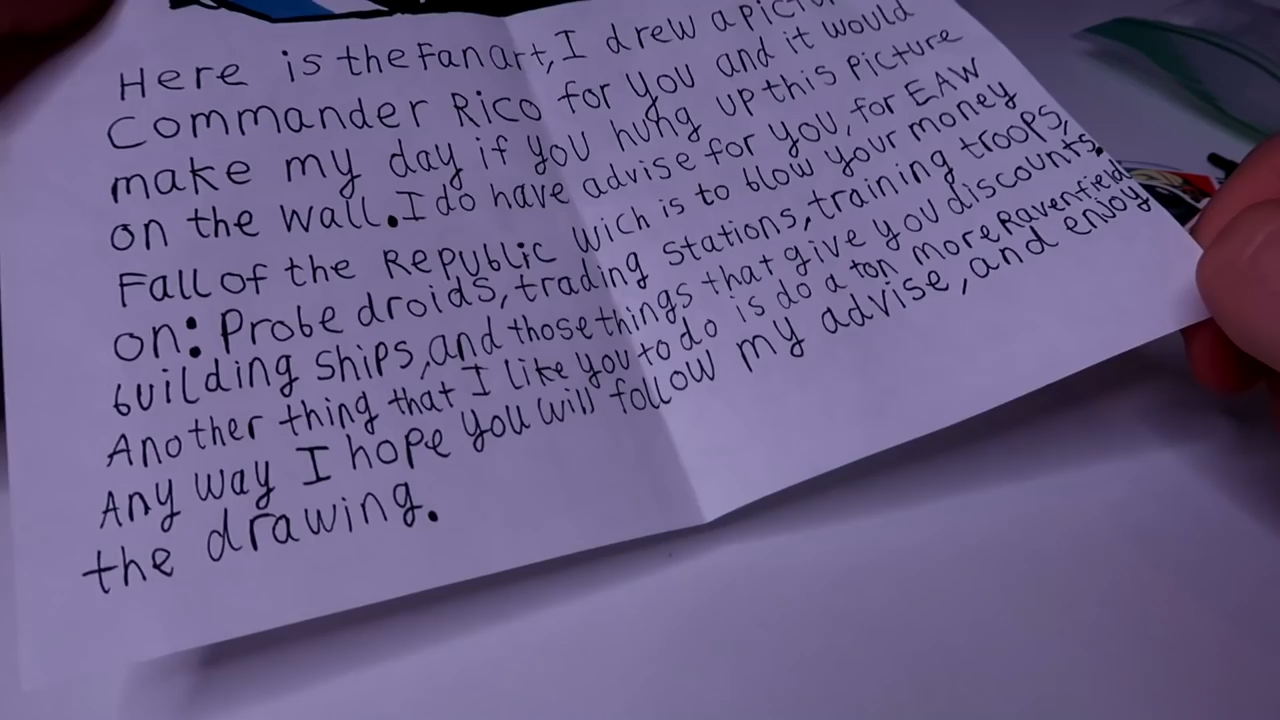 Here is the Fan art, I drew a
Commander Rico for you and it would
make my day if you hung up this picture
on the wall. I do have advise for you, for EAW
Fall of the Republic wich is to blow your money
on: Probe droids, trading stations, training troops,
building ships, and those things that give you discounts.
Another thing that I like you to do is do a ton more Ravenfield
Any way I hope you will follow my advise, and enjoy
the drawing.